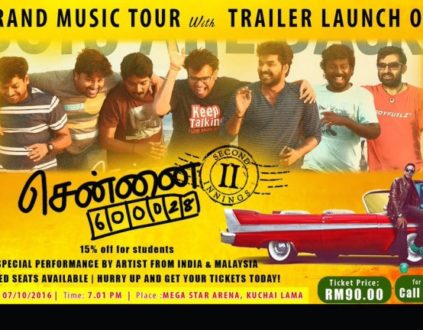 RAND MUSIC TOUR With TRAILER LAUNCH O
Keep
Talkin'
சென்னை
600028
SECOND
II
INNINGS
15% off for students
SPECIAL PERFORMANCE BY ARTIST FROM INDIA & MALAYSIA
ED SEATS AVAILABLE | HURRY UP AND GET YOUR TICKETS TODAY!
07/10/2016 | Time: 7.01 PM | Place :MEGA STAR ARENA, KUCHAI LAMA
Ticket Price:
RM90.00
for
Call